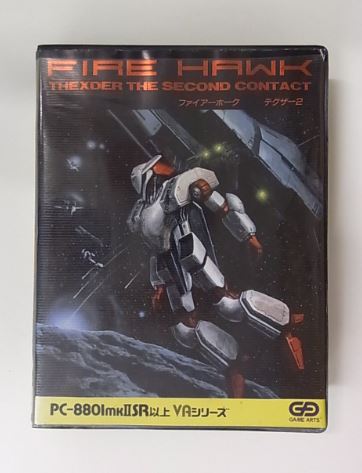 FIRE HAWK
THEXDER THE SECOND CONTACT
ファイアーホーク テグザー2
PC-8801mkⅡSR以上 VAシリーズ
GAME ARTS